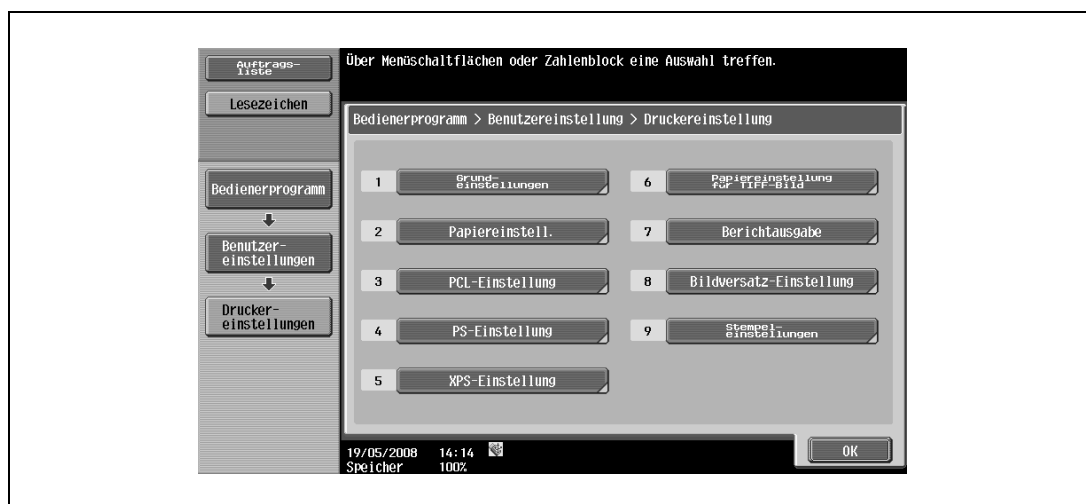 Auftrags-
liste
Lesezeichen
Über Menüschaltflächen oder Zahlenblock eine Auswahl treffen.
Bedienerprogramm > Benutzereinstellung > Druckereinstellung
Bedienerprogramm
Benutzer-
einstellungen
Drucker-
einstellungen
1 Grund-
einstellungen
2 Papiereinstell.
3 PCL-Einstellung
4 PS-Einstellung
5 XPS-Einstellung
6 Papiereinstellung
für TIFF-Bild
7 Berichtausgabe
8 Bildversatz-Einstellung
9 Stempel-
einstellungen
19/05/2008 14:14
Speicher 100%
OK